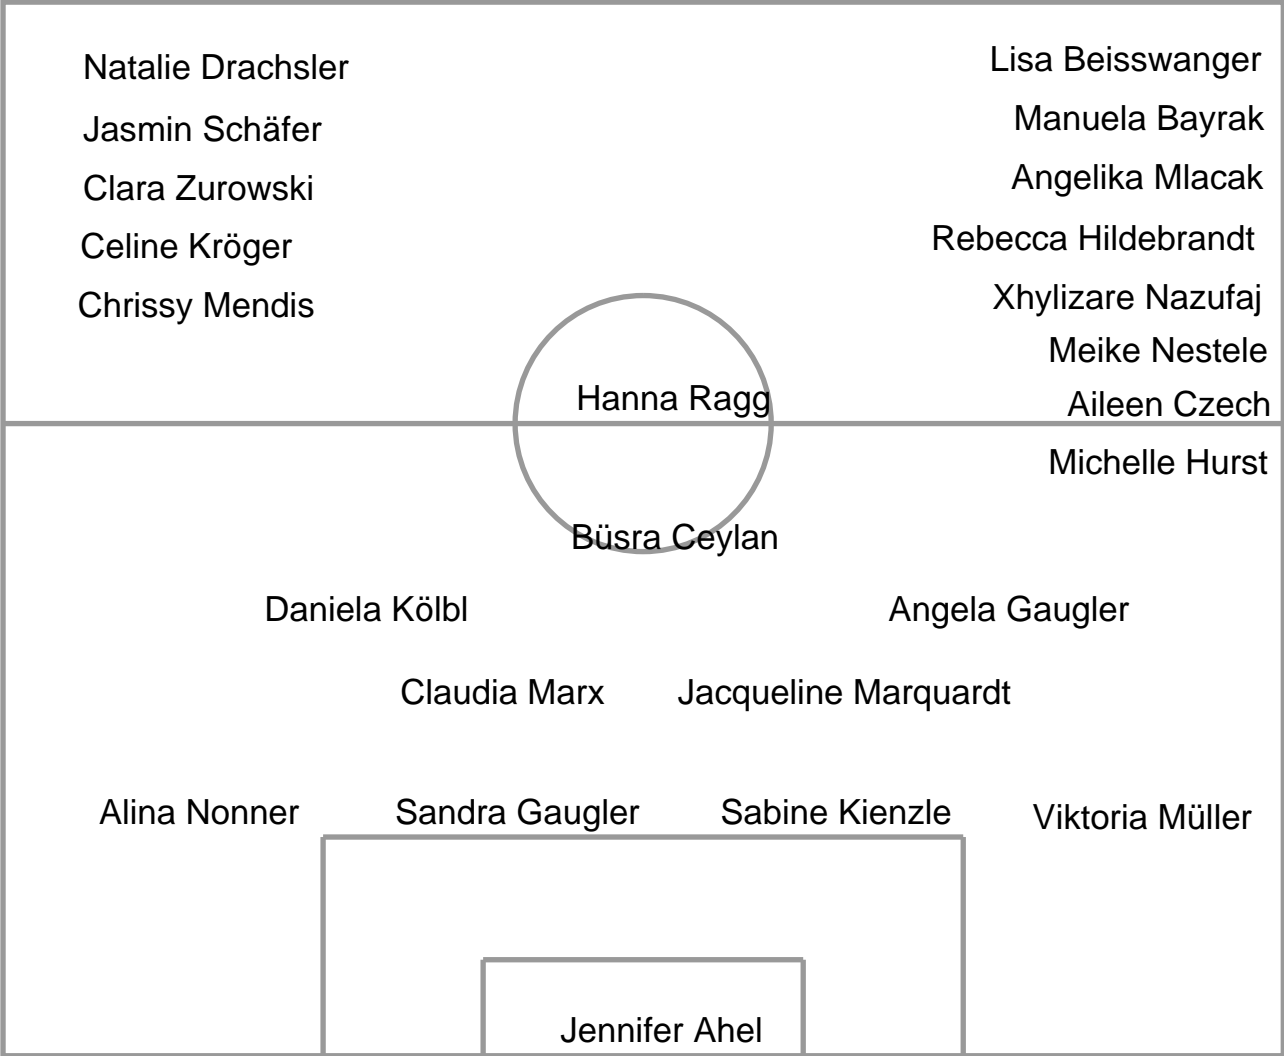 Natalie Drachsler
Jasmin Schäfer
Clara Zurowski
Celine Kröger
Chrissy Mendis
Lisa Beisswanger
Manuela Bayrak
Angelika Mlacak
Rebecca Hildebrandt
Xhylizare Nazufaj
Meike Nestele
Aileen Czech
Michelle Hurst
Hanna Ragg
Büsra Ceylan
Daniela Kölbl
Angela Gaugler
Claudia Marx
Jacqueline Marquardt
Alina Nonner
Sandra Gaugler
Sabine Kienzle
Viktoria Müller
Jennifer Ahel